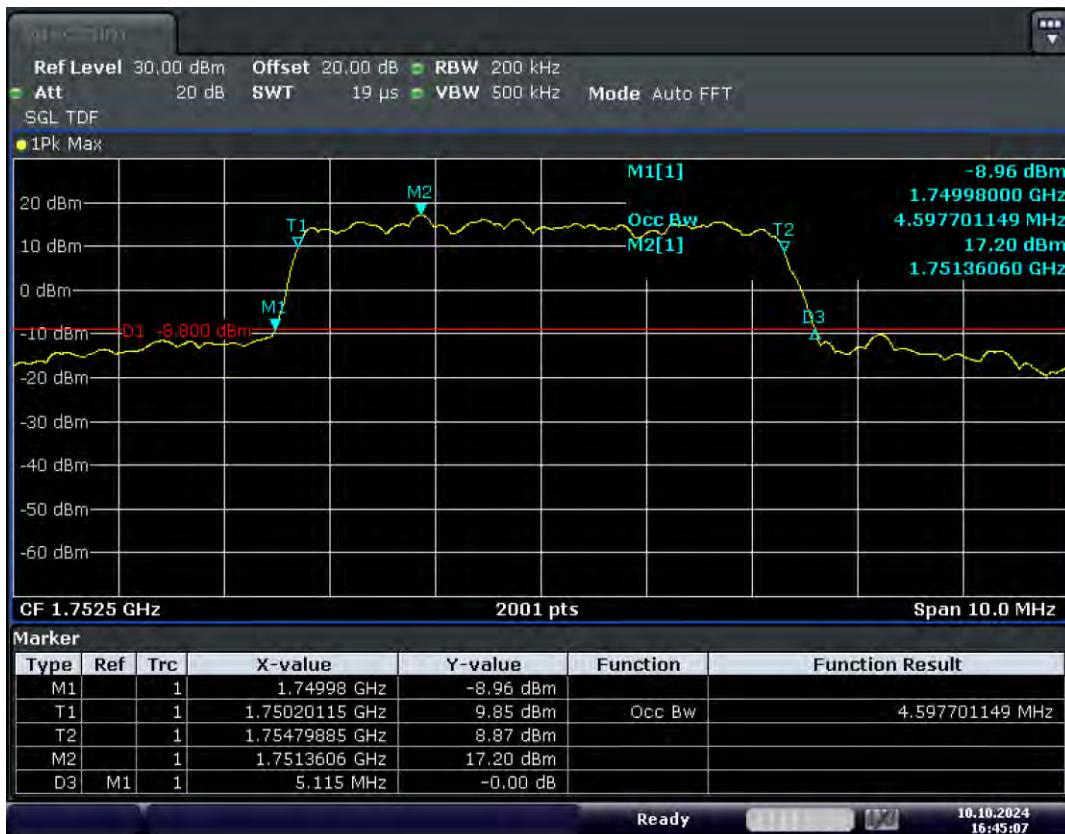 Spectrum
Ref Level 30.00 dBm Offset 20.00 dB RBW 200 kHz
Att 20 dB SWT 19 µs VBW 500 kHz Mode Auto FFT
SGL TDF
1Pk Max
M1[1] -8.96 dBm
1.74998000 GHz
Occ Bw 4.597701149 MHz
M2[1] 17.20 dBm
1.75136060 GHz
M2
20 dBm
T1
T2
10 dBm
0 dBm
M1
D3
-10 dBm
D1 -8.800 dBm
-20 dBm
-30 dBm
-40 dBm
-50 dBm
-60 dBm
CF 1.7525 GHz 2001 pts Span 10.0 MHz
Marker
Type Ref Trc X-value Y-value Function Function Result
M1 1 1.74998 GHz -8.96 dBm
T1 1 1.75020115 GHz 9.85 dBm Occ Bw 4.597701149 MHz
T2 1 1.75479885 GHz 8.87 dBm
M2 1 1.7513606 GHz 17.20 dBm
D3 M1 1 5.115 MHz -0.00 dB
Ready 10.10.2024
16:45:07